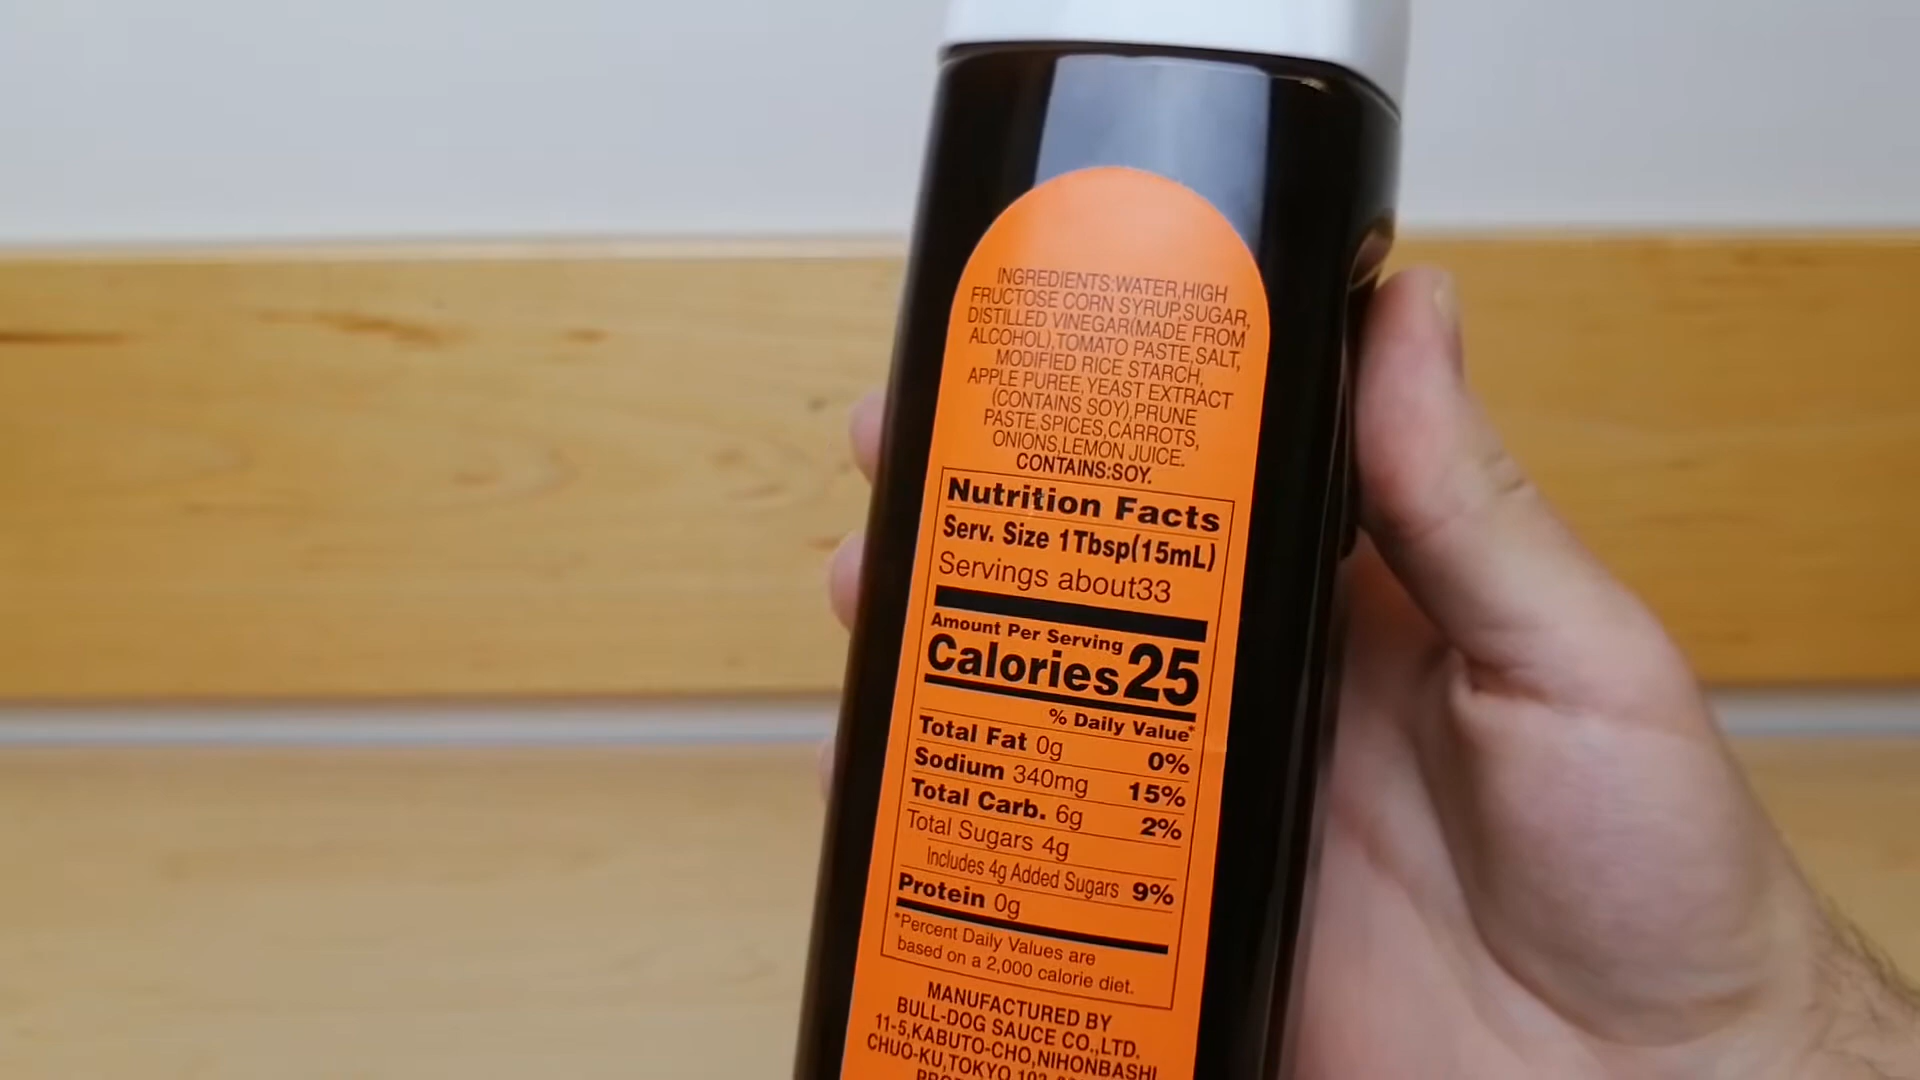 INGREDIENTS:WATER,HIGH
FRUCTOSE CORN SYRUP,SUGAR,
DISTILLED VINEGAR(MADE FROM
ALCOHOL),TOMATO PASTE,SALT,
MODIFIED RICE STARCH,
APPLE PUREE,YEAST EXTRACT
(CONTAINS SOY),PRUNE
PASTE,SPICES,CARROTS,
ONIONS,LEMON JUICE.
CONTAINS:SOY.
Nutrition Facts
Serv. Size 1Tbsp(15mL)
Servings about33
Amount Per Serving
Calories 25
% Daily Value*
Total Fat 0g 0%
Sodium 340mg 15%
Total Carb. 6g 2%
Total Sugars 4g
Includes 4g Added Sugars 9%
Protein 0g
*Percent Daily Values are
based on a 2,000 calorie diet.
MANUFACTURED BY
BULL-DOG SAUCE CO.,LTD.
11-5,KABUTO-CHO,NIHONBASHI
CHUO-KU,TOKYO